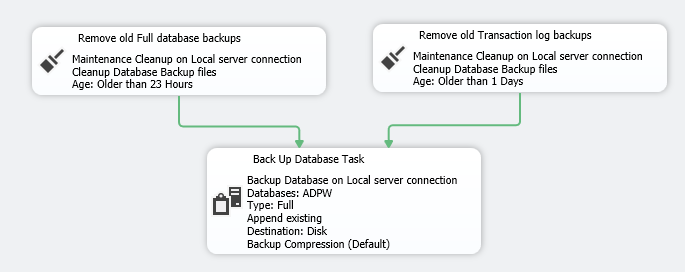 Remove old Full database backups
Maintenance Cleanup on Local server connection
Cleanup Database Backup files
Age: Older than 23 Hours
Remove old Transaction log backups
Maintenance Cleanup on Local server connection
Cleanup Database Backup files
Age: Older than 1 Days
Back Up Database Task
Backup Database on Local server connection
Databases: ADPW
Type: Full
Append existing
Destination: Disk
Backup Compression (Default)